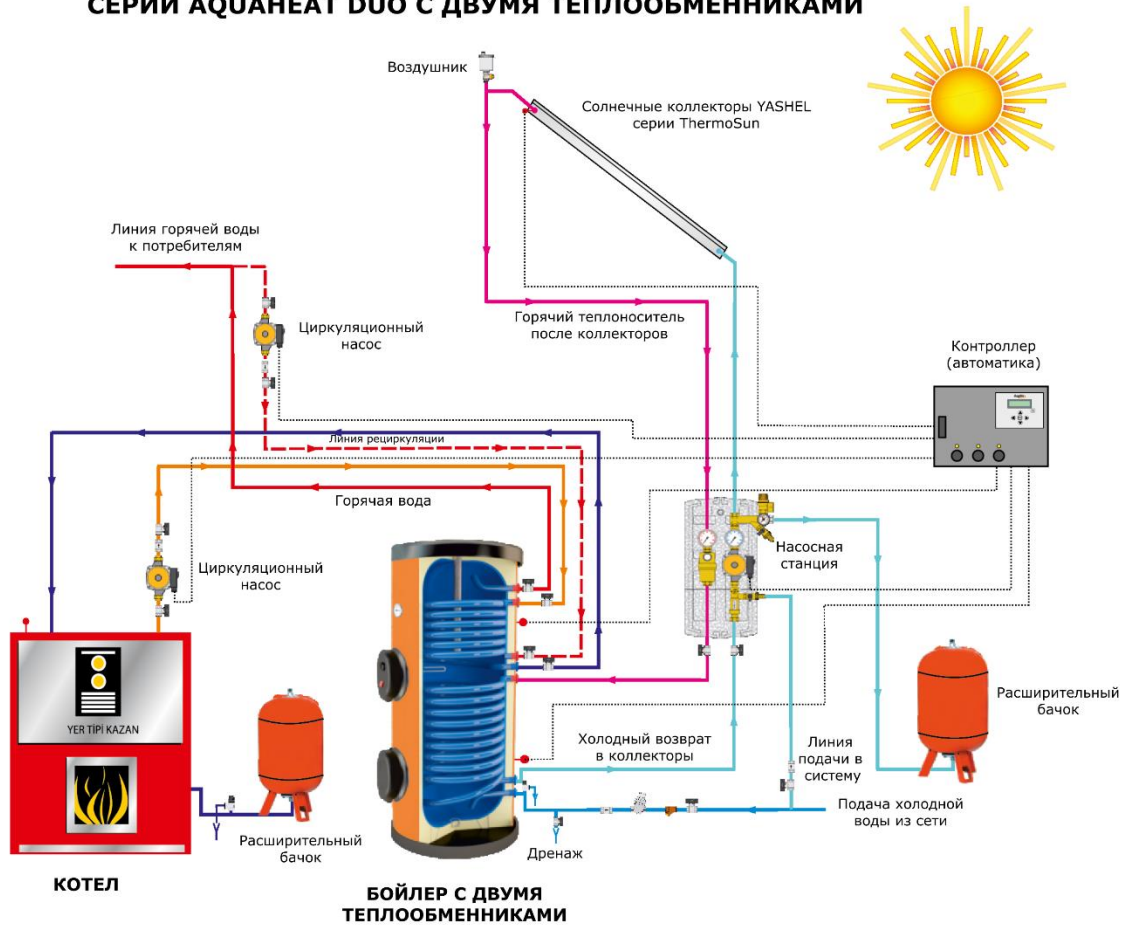 СЕРИИ AQUAHEAT DUO С ДВУМЯ ТЕПЛООБМЕННИКАМИ
Воздушник
Солнечные коллекторы YASHEL
серии ThermoSun
Линия горячей воды
к потребителям
Циркуляционный
насос
Горячий теплоноситель
после коллекторов
Контроллер
(автоматика)
Линия рециркуляции
Горячая вода
Циркуляционный
насос
Насосная
станция
YER TİPİ KAZAN
Расширительный
бачок
Холодный возврат
в коллекторы
Линия
подачи в
систему
Подача холодной
воды из сети
Расширительный
бачок
Дренаж
КОТЕЛ
БОЙЛЕР С ДВУМЯ
ТЕПЛООБМЕННИКАМИ